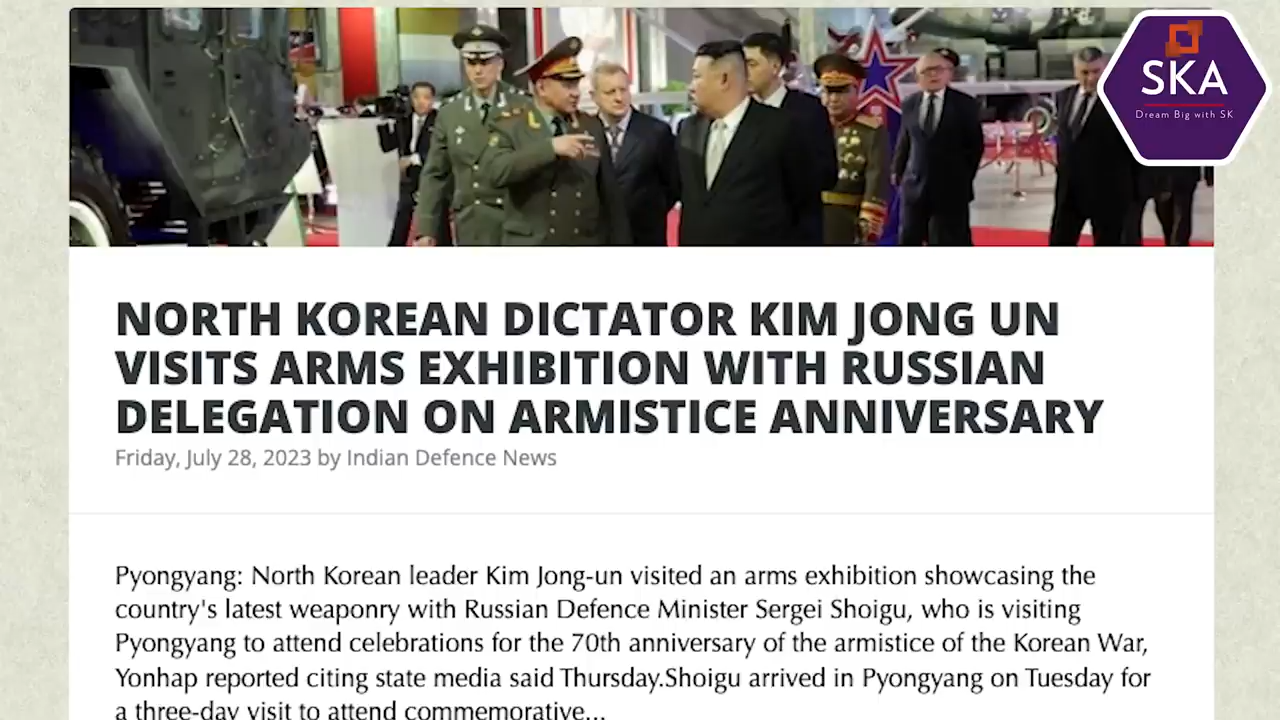 SKA
Dream Big with SK
NORTH KOREAN DICTATOR KIM JONG UN
VISITS ARMS EXHIBITION WITH RUSSIAN
DELEGATION ON ARMISTICE ANNIVERSARY
Friday, July 28, 2023 by Indian Defence News
Pyongyang: North Korean leader Kim Jong-un visited an arms exhibition showcasing the
country's latest weaponry with Russian Defence Minister Sergei Shoigu, who is visiting
Pyongyang to attend celebrations for the 70th anniversary of the armistice of the Korean War,
Yonhap reported citing state media said Thursday.Shoigu arrived in Pyongyang on Tuesday for
a three-day visit to attend commemorative...